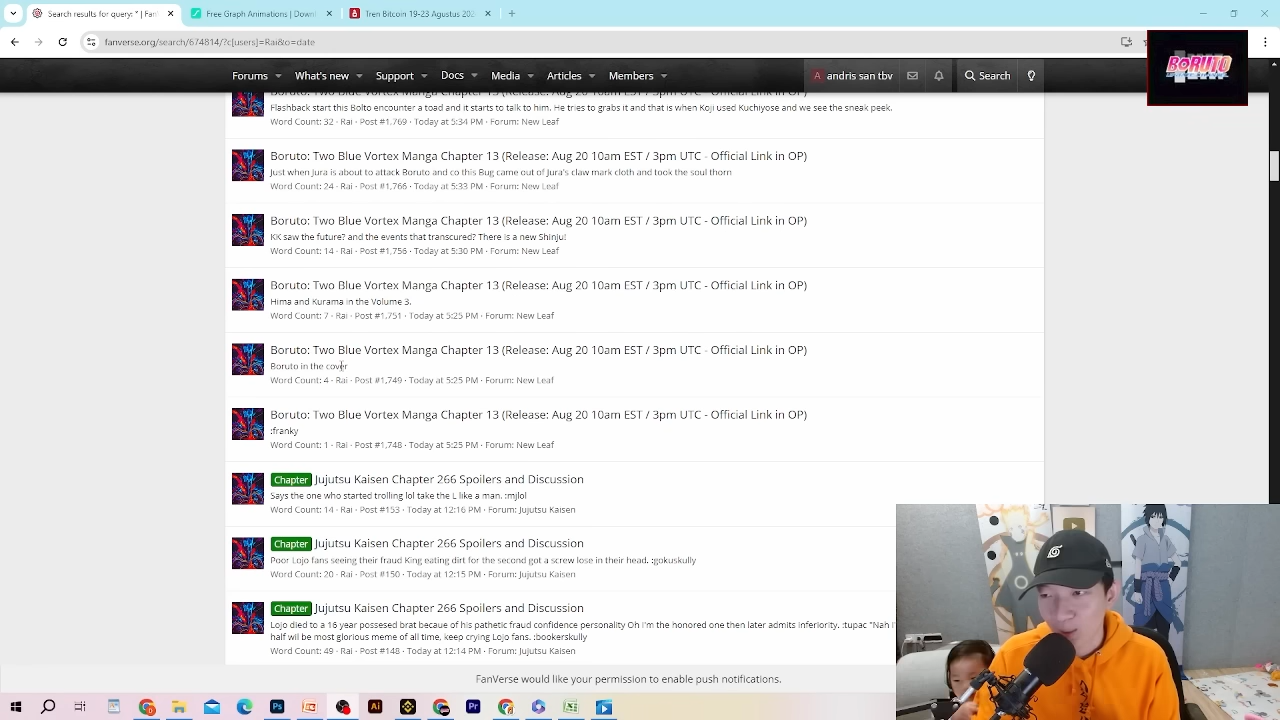 Search results for query: * | Fan
Free Graph Animations | Downl
Tren Bitcoin 19-23 Agustus 202
fanverse.org/search/674814/?c[users]=Rai&o=date
Forums
What's new
Support
Articles
Members
andris san tbv
Search
BORUTO
Flashback start this Bolto encounter a toad and it starts to talk to him. He tries to grabs it and that is when Koji used Kuchiyose and we see the sneak peek.
Word Count: 32 · Rai · Post #1,769 · Today at 5:34 PM · Forum: New Leaf
Boruto: Two Blue Vortex Manga Chapter 13 (Release: Aug 20 10am EST / 3pm UTC - Official Link in OP)
Just when Jura is about to attack Boruto and co this Bug came out of Jura's claw mark cloth and took the soul thorn
Word Count: 24 · Rai · Post #1,766 · Today at 5:33 PM · Forum: New Leaf
Boruto: Two Blue Vortex Manga Chapter 13 (Release: Aug 20 10am EST / 3pm UTC - Official Link in OP)
KK saw the future? and the events that transcured? There is a new Shinju!
Word Count: 14 · Rai · Post #1,756 · Today at 5:30 PM · Forum: New Leaf
Boruto: Two Blue Vortex Manga Chapter 13 (Release: Aug 20 10am EST / 3pm UTC - Official Link in OP)
Hima and Kurama in the Volume 3.
Word Count: 7 · Rai · Post #1,751 · Today at 5:25 PM · Forum: New Leaf
Boruto: Two Blue Vortex Manga Chapter 13 (Release: Aug 20 10am EST / 3pm UTC - Official Link in OP)
Boruto in the cover
Word Count: 4 · Rai · Post #1,749 · Today at 5:25 PM · Forum: New Leaf
Boruto: Two Blue Vortex Manga Chapter 13 (Release: Aug 20 10am EST / 3pm UTC - Official Link in OP)
:franky
Word Count: 1 · Rai · Post #1,748 · Today at 5:25 PM · Forum: New Leaf
Chapter Jujutsu Kaisen Chapter 266 Spoilers and Discussion
Says the one who started trolling lol take the L like a man. :mjlol
Word Count: 14 · Rai · Post #153 · Today at 12:16 PM · Forum: Jujutsu Kaisen
Chapter Jujutsu Kaisen Chapter 266 Spoilers and Discussion
Poor Lojo fans seeing their fraud King eating dirt for the second got a screw lose in their head. :gokuskully
Word Count: 20 · Rai · Post #150 · Today at 12:15 PM · Forum: Jujutsu Kaisen
Chapter Jujutsu Kaisen Chapter 266 Spoilers and Discussion
Lojo died to a 16 year possesed brat becaue of his pathetic fraud confidence personality Oh I'm the honored one then later admits inferiority. :tupac "Nah I'
half wil be most glorious meme of all time, keep crying Lojo fans. :bookerskully
Word Count: 49 · Rai · Post #148 · Today at 12:14 PM · Forum: Jujutsu Kaisen
FanVerse would like your permission to enable push notifications.